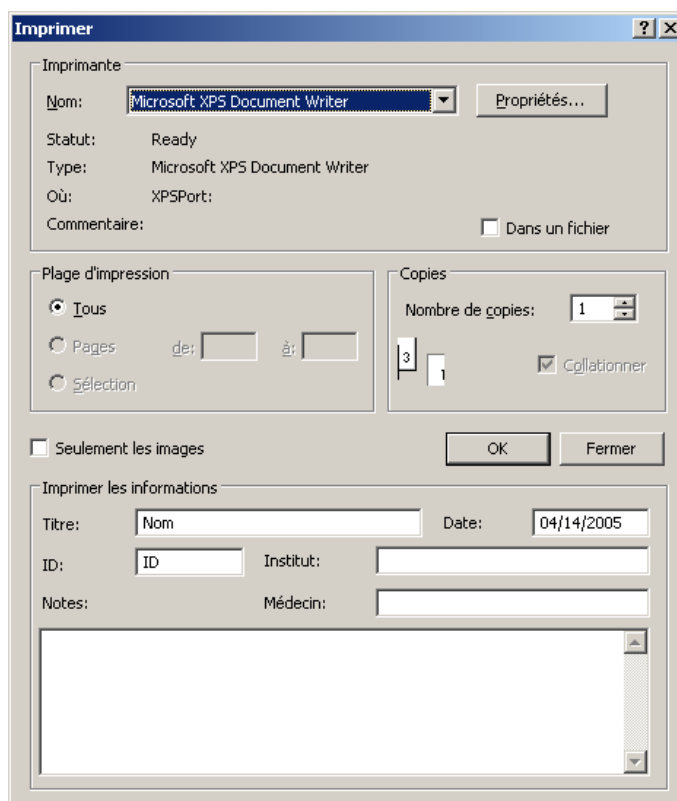 Imprimer
Imprimante
Nom: Microsoft XPS Document Writer Propriétés...
Statut: Ready
Type: Microsoft XPS Document Writer
Où: XPSPort:
Commentaire: Dans un fichier
Plage d'impression Copies
Tous Nombre de copies: 1
Pages de: à:
3 1 Collationner
Sélection
Seulement les images OK Fermer
Imprimer les informations
Titre: Nom Date: 04/14/2005
ID: ID Institut:
Notes: Médecin: